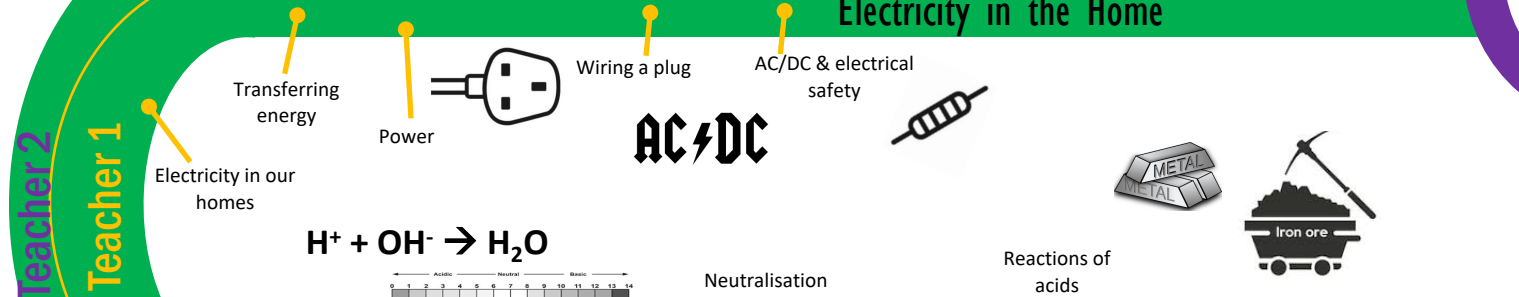 Electricity in the Home
Transferring
energy
Power
Wiring a plug
AC/DC & electrical
safety
AC DC
Teacher 2
Teacher 1
Electricity in our
homes
METAL
METAL
Iron ore
H⁺ + OH⁻ → H₂O
Acidic Neutral Basic
0 1 2 3 4 5 6 7 8 9 10 11 12 13 14
Neutralisation
Reactions of
acids